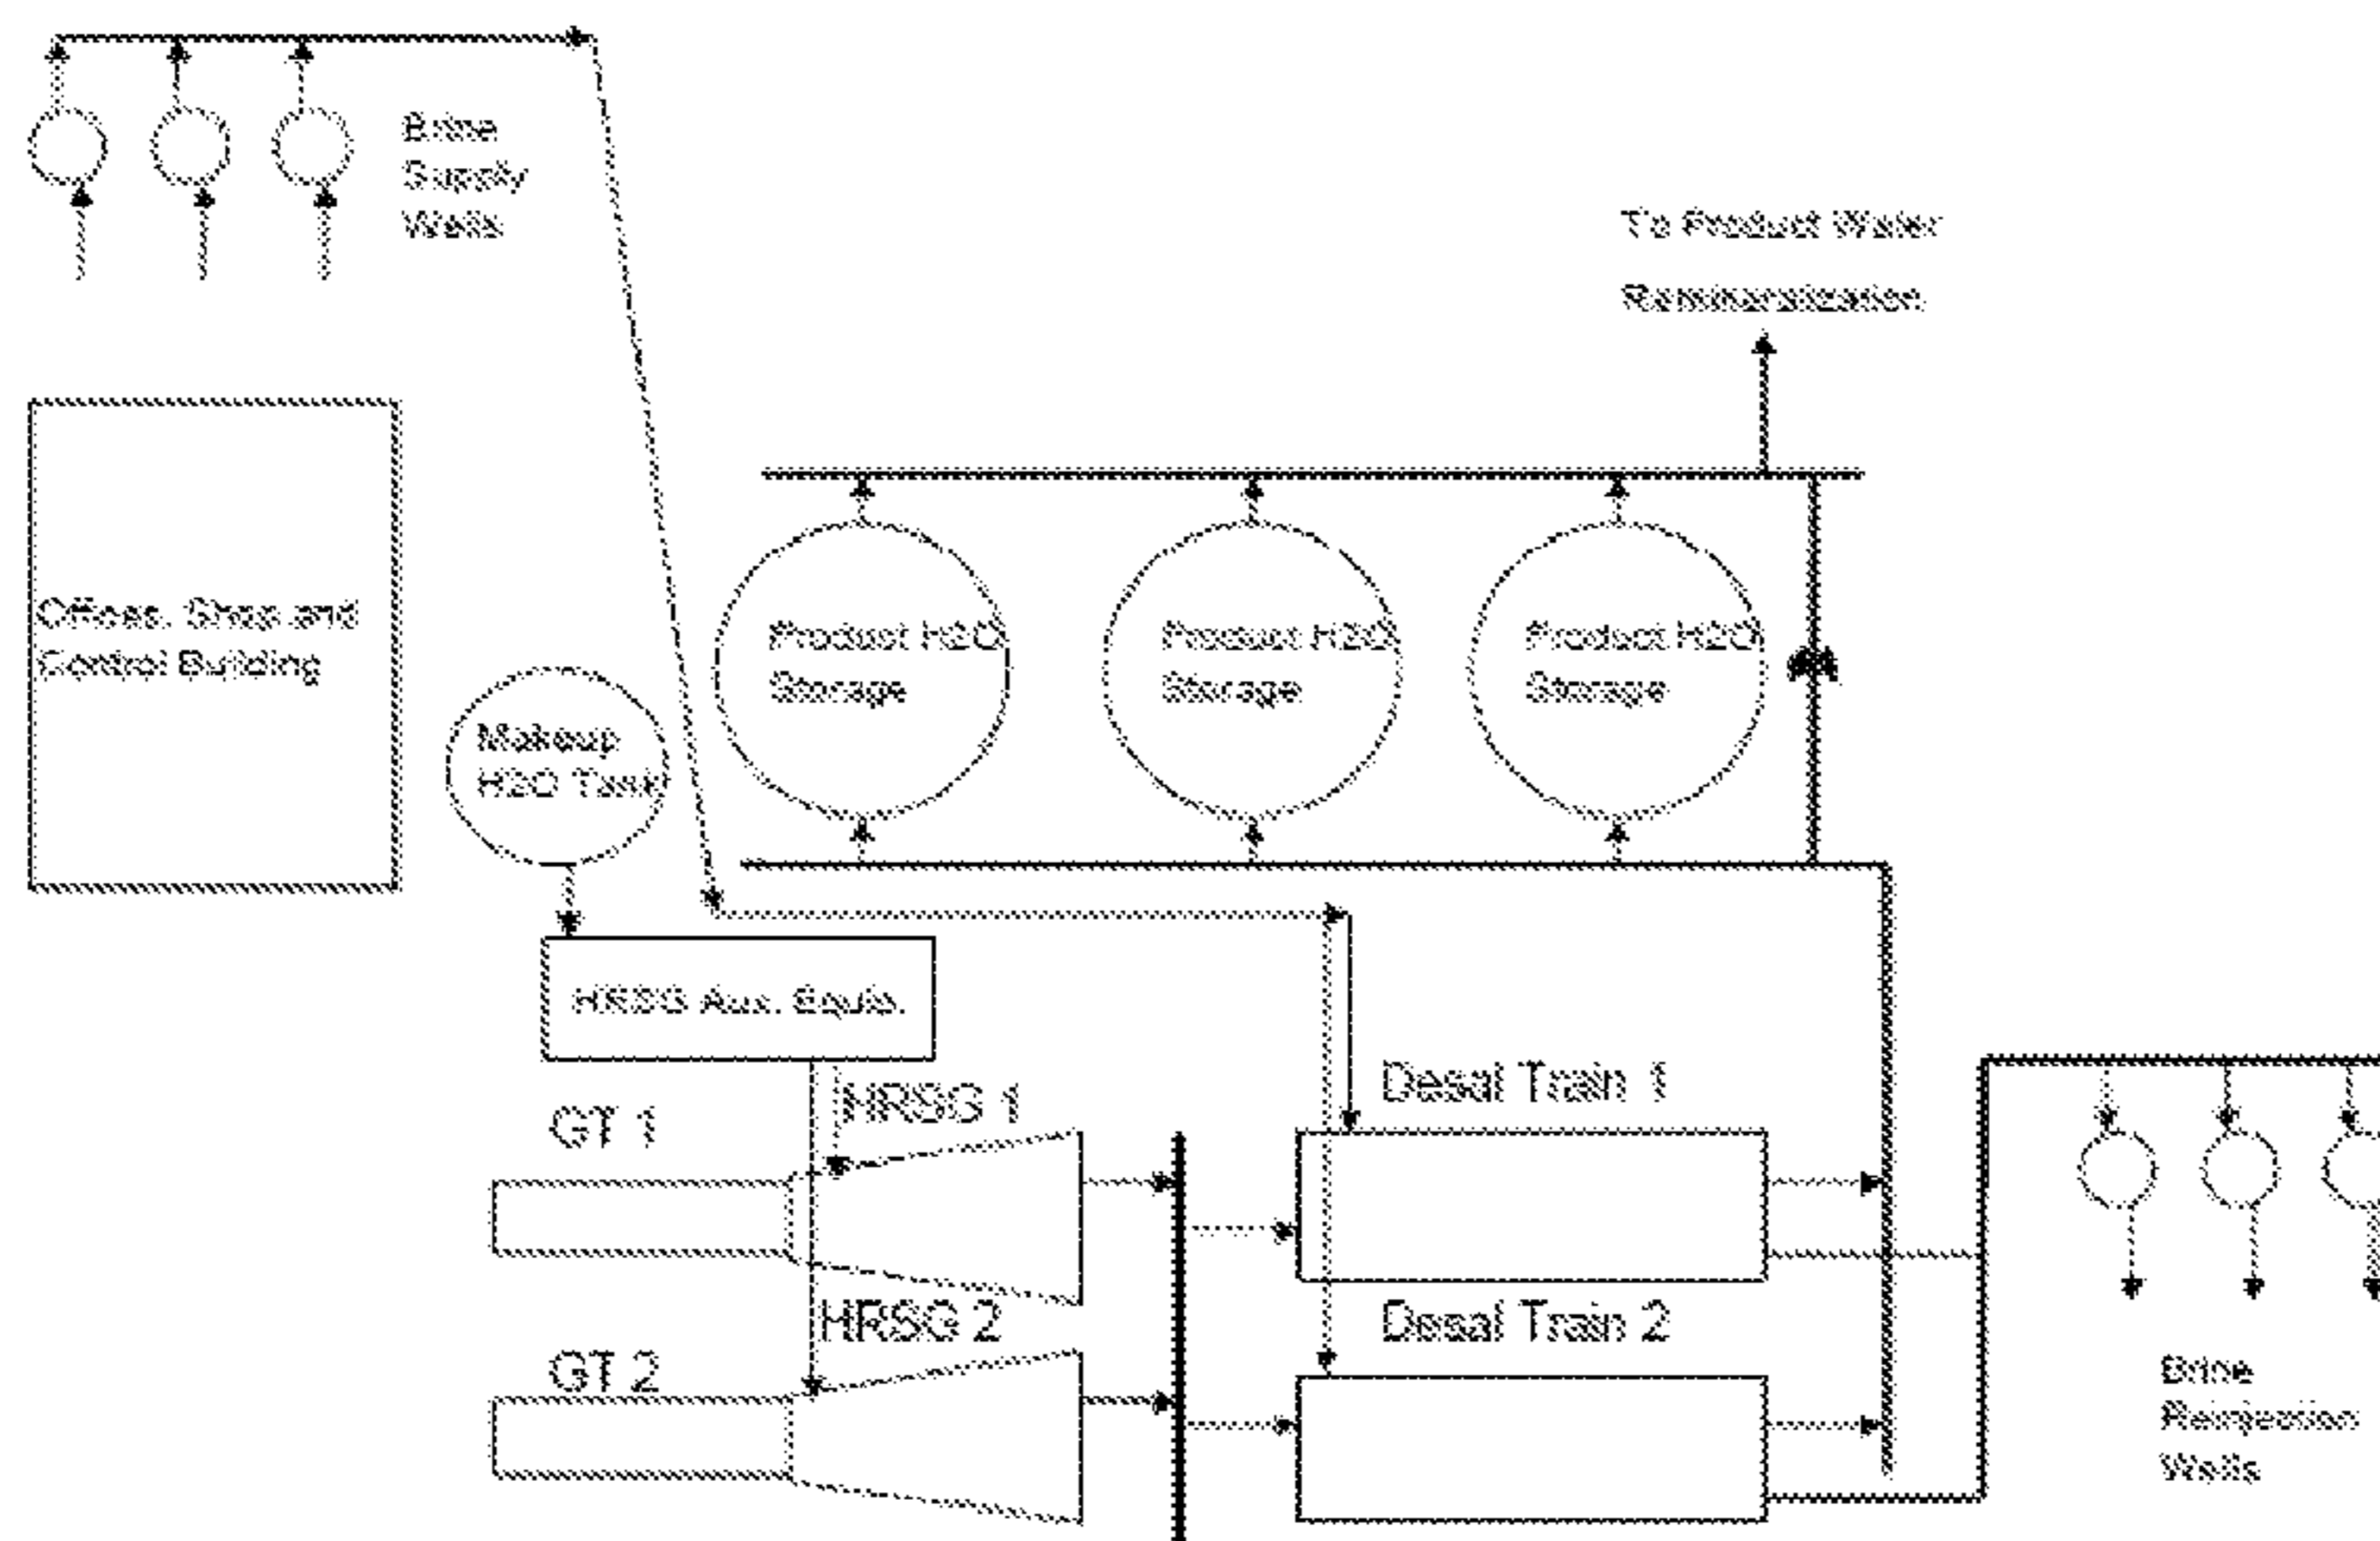 Brine
Supply
Wells
To Product Water
Remineralization
Offices, Shop and
Control Building
Product H2O
Storage
Product H2O
Storage
Product H2O
Storage
Makeup
H2O Tank
HRSG Aux. Equip.
GT 1
HRSG 1
Desal Train 1
GT 2
HRSG 2
Desal Train 2
Brine
Reinjection
Wells